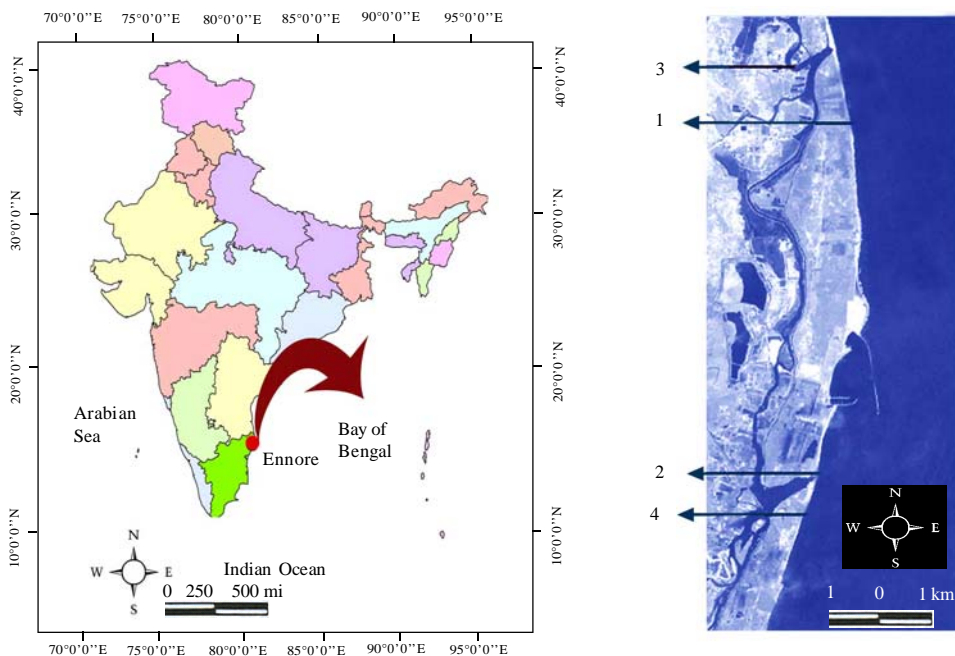 70°0'0''E 75°0'0''E 80°0'0''E 85°0'0''E 90°0'0''E 95°0'0''E
40°0'0''N
30°0'0''N
20°0'0''N
10°0'0''N
40°0'0''N
30°0'0''N
20°0'0''N
10°0'0''N
Arabian
Sea
Bay of
Bengal
Ennore
N
W E
S
Indian Ocean
0 250 500 mi
70°0'0''E 75°0'0''E 80°0'0''E 85°0'0''E 90°0'0''E 95°0'0''E
3
1
2
4
N
W E
S
1 0 1 km